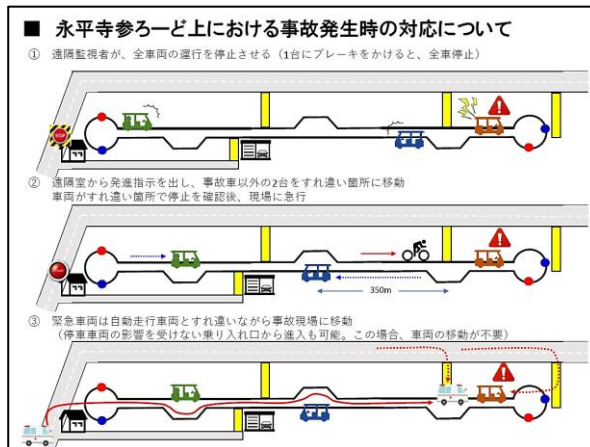 ■ 永平寺参ろーど上における事故発生時の対応について
① 遠隔監視者が、全車両の運行を停止させる（1台にブレーキをかけると、全車停止）
STOP
② 遠隔室から発進指示を出し、事故車以外の2台をすれ違い箇所に移動
車両がすれ違い箇所で停止を確認後、現場に急行
350m
③ 緊急車両は自動走行車両とすれ違いながら事故現場に移動
（停車車両の影響を受けない乗り入れ口から進入も可能。この場合、車両の移動が不要）